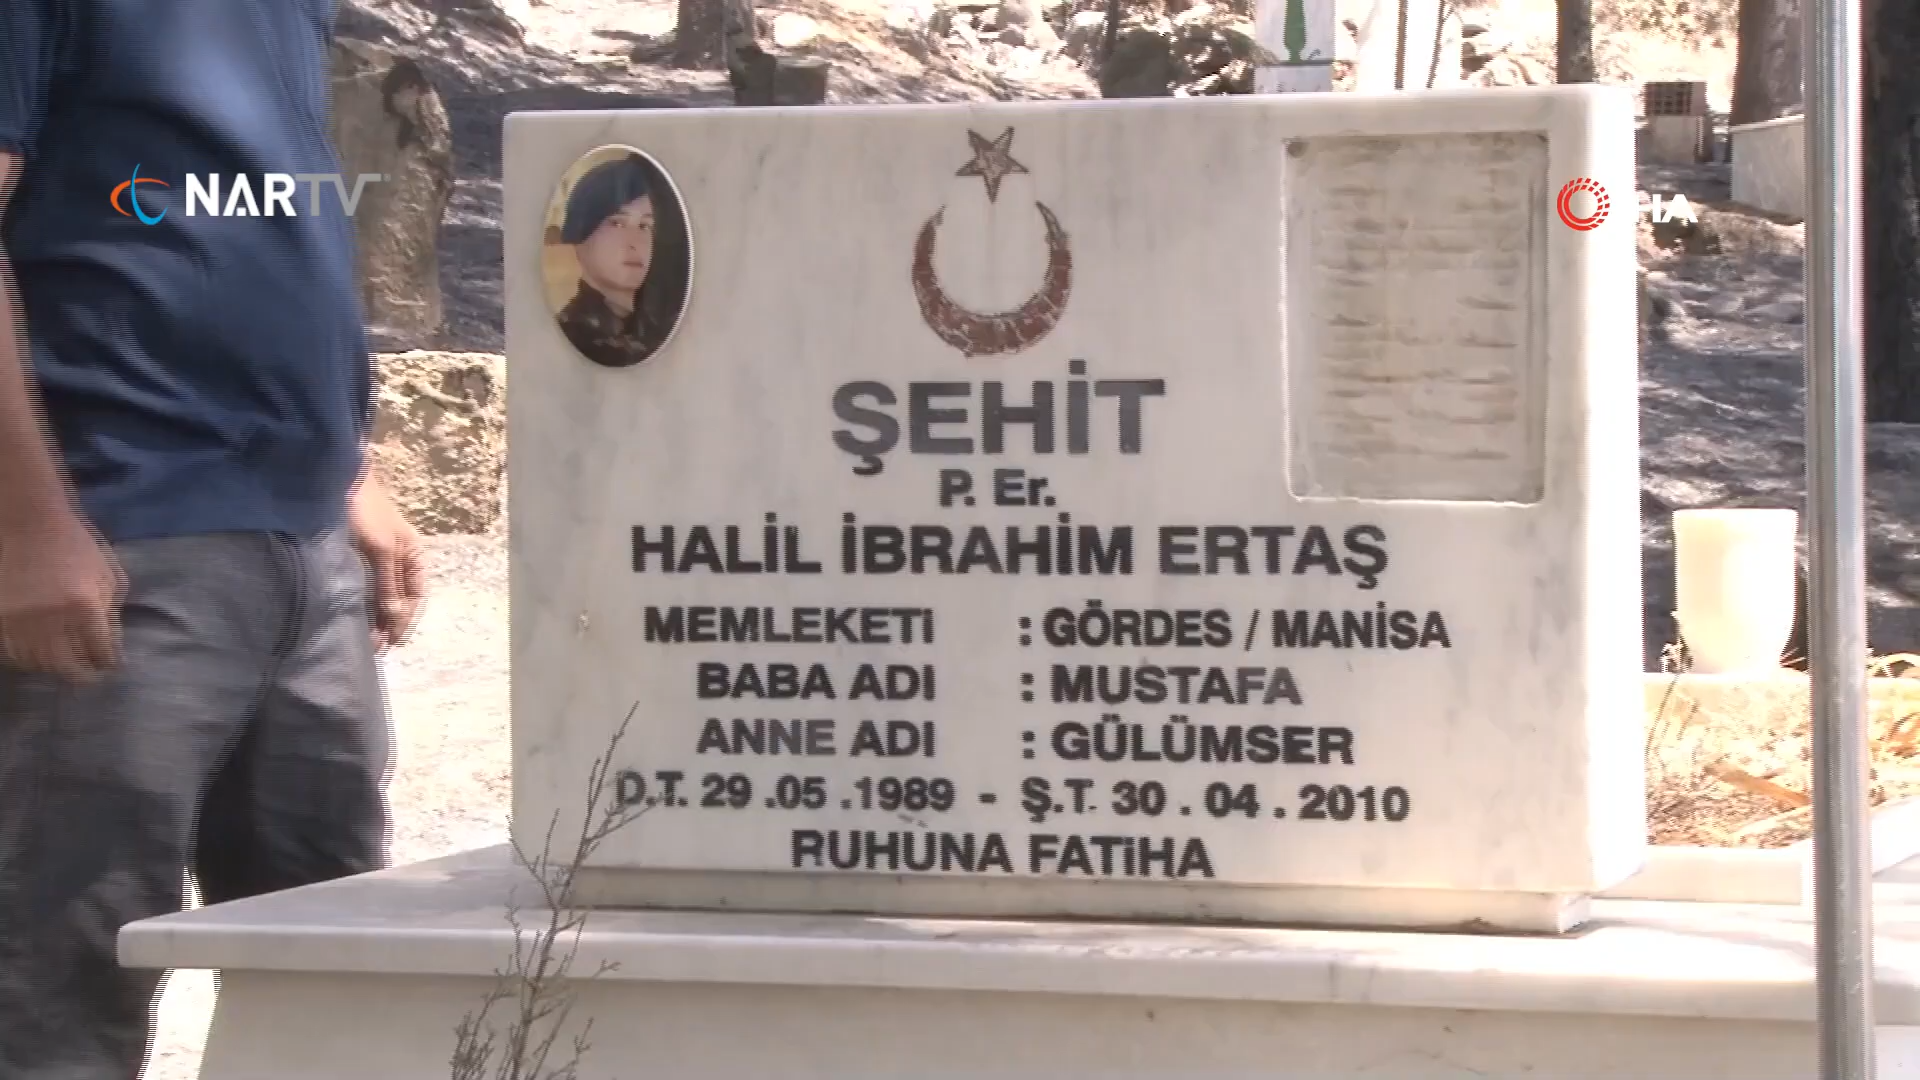 NARTV
HA
ŞEHİT
P. Er.
HALİL İBRAHİM ERTAŞ
MEMLEKETİ : GÖRDES / MANİSA
BABA ADI : MUSTAFA
ANNE ADI : GÜLÜMSER
D.T. 29 .05 .1989 - Ş.T. 30 . 04 . 2010
RUHUNA FATİHA